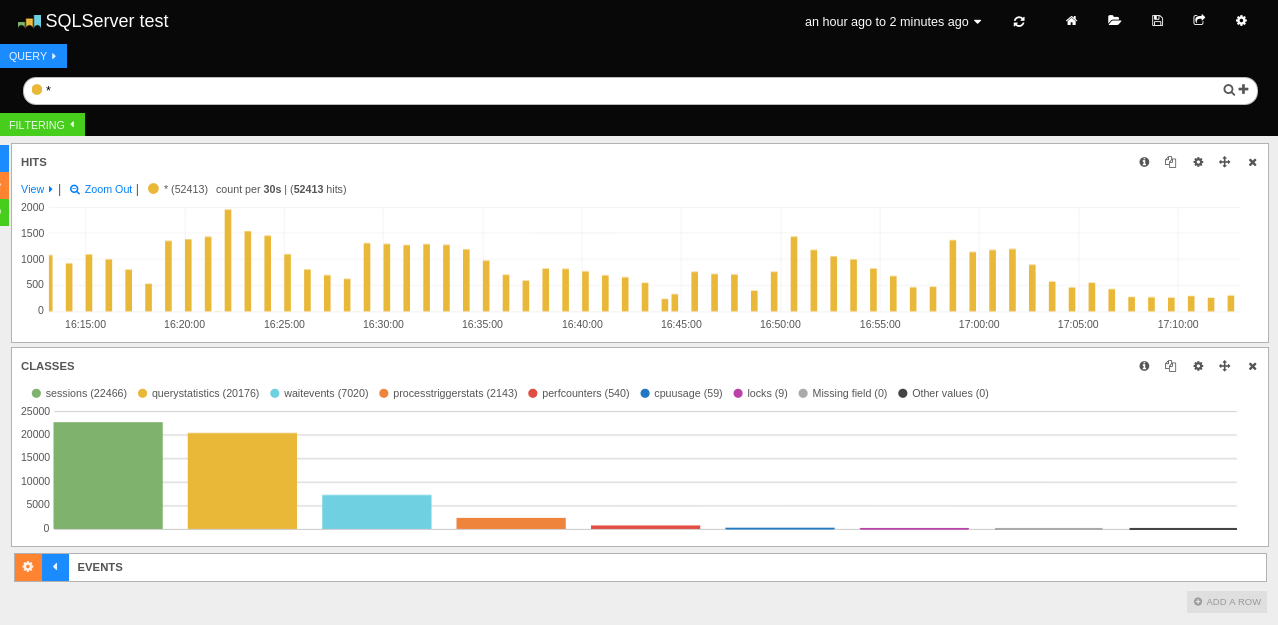 SQLServer test
an hour ago to 2 minutes ago
QUERY
*
FILTERING
HITS
View | Zoom Out | * (52413) count per 30s | (52413 hits)
2000
1500
1000
500
0
16:15:00 16:20:00 16:25:00 16:30:00 16:35:00 16:40:00 16:45:00 16:50:00 16:55:00 17:00:00 17:05:00 17:10:00
CLASSES
sessions (22466) querystatistics (20176) waitevents (7020) processtriggerstats (2143) perfcounters (540) cpuusage (59) locks (9) Missing field (0) Other values (0)
25000
20000
15000
10000
5000
0
EVENTS
ADD A ROW